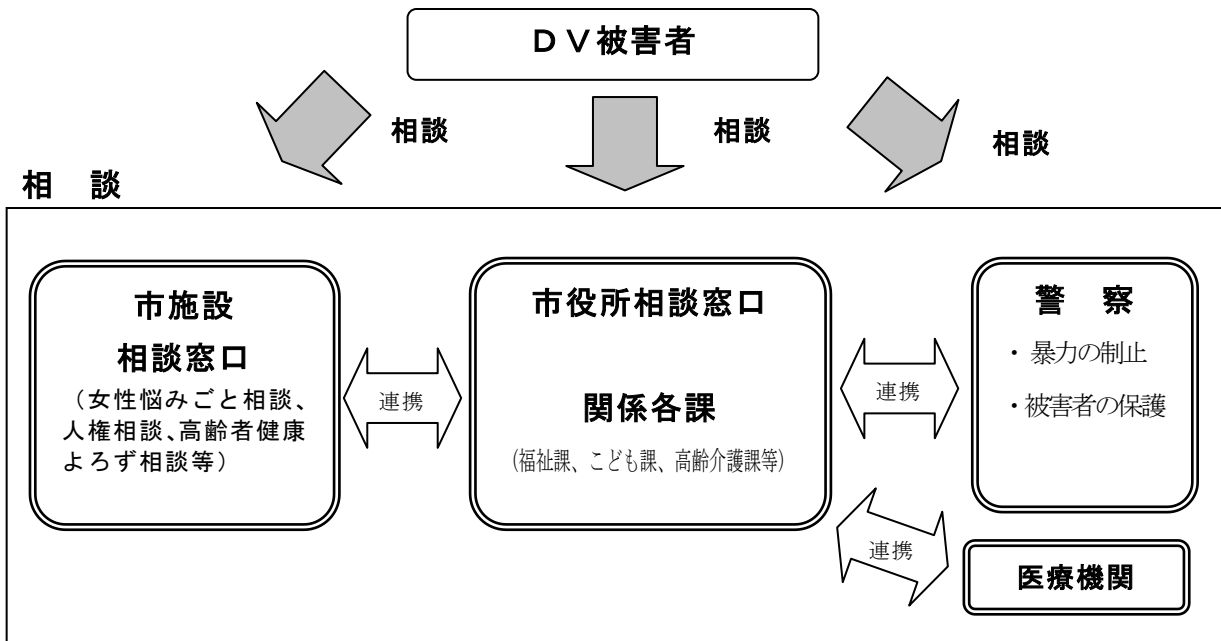 ＤＶ被害者
相談
相談
相談
相　談
市施設
相談窓口
（女性悩みごと相談、
人権相談、高齢者健康
よろず相談等）
連携
市役所相談窓口
関係各課
(福祉課、こども課、高齢介護課等)
連携
警　察
・ 暴力の制止
・被害者の保護
連携
医療機関